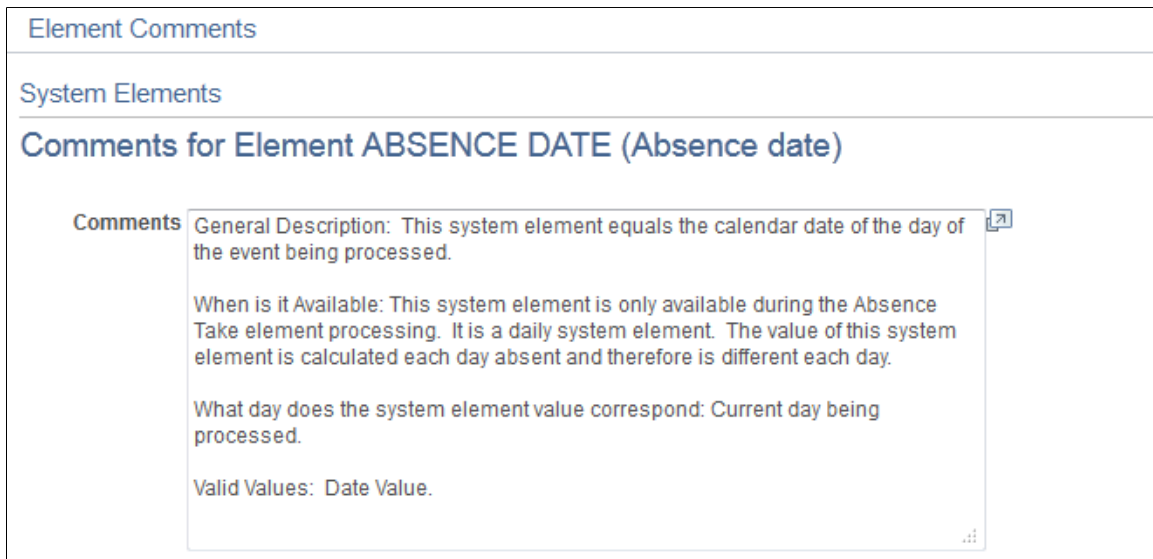 Element Comments
System Elements
Comments for Element ABSENCE DATE (Absence date)
Comments
General Description:  This system element equals the calendar date of the day of
the event being processed.
When is it Available: This system element is only available during the Absence
Take element processing.  It is a daily system element.  The value of this system
element is calculated each day absent and therefore is different each day.
What day does the system element value correspond: Current day being
processed.
Valid Values:  Date Value.